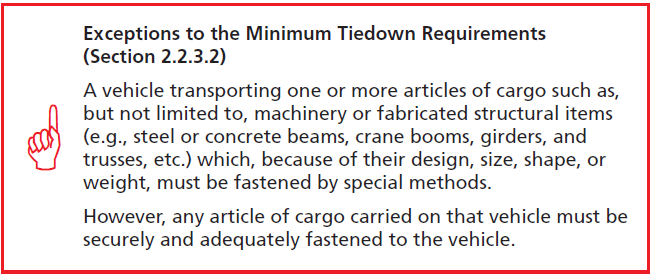 Exceptions to the Minimum Tiedown Requirements
(Section 2.2.3.2)
A vehicle transporting one or more articles of cargo such as,
but not limited to, machinery or fabricated structural items
(e.g., steel or concrete beams, crane booms, girders, and
trusses, etc.) which, because of their design, size, shape, or
weight, must be fastened by special methods.
However, any article of cargo carried on that vehicle must be
securely and adequately fastened to the vehicle.